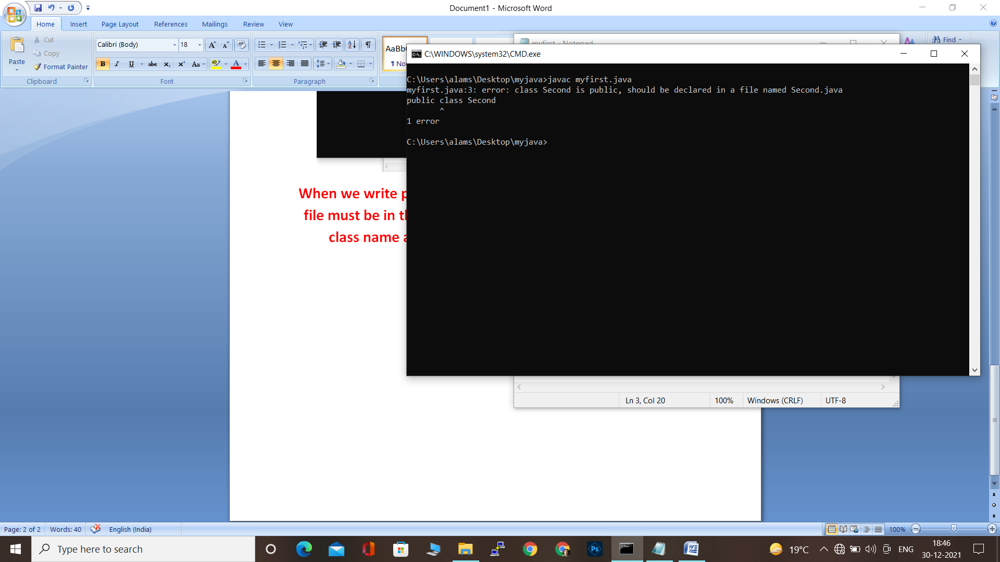 Document1 - Microsoft Word
Home Insert Page Layout References Mailings Review View
Paste
Cut
Copy
Format Painter
Clipboard
Calibri (Body) 18
Font
Paragraph
AaBb
¶ No
Find
myfirst - Notepad
C:\WINDOWS\system32\CMD.exe
C:\Users\alams\Desktop\myjava>javac myfirst.java
myfirst.java:3: error: class Second is public, should be declared in a file named Second.java
public class Second
^
1 error
C:\Users\alams\Desktop\myjava>
When we write
file must be in
class name
Ln 3, Col 20 100% Windows (CRLF) UTF-8
Page: 2 of 2 Words: 40 English (India) 100%
Type here to search
19°C ENG
18:46
30-12-2021